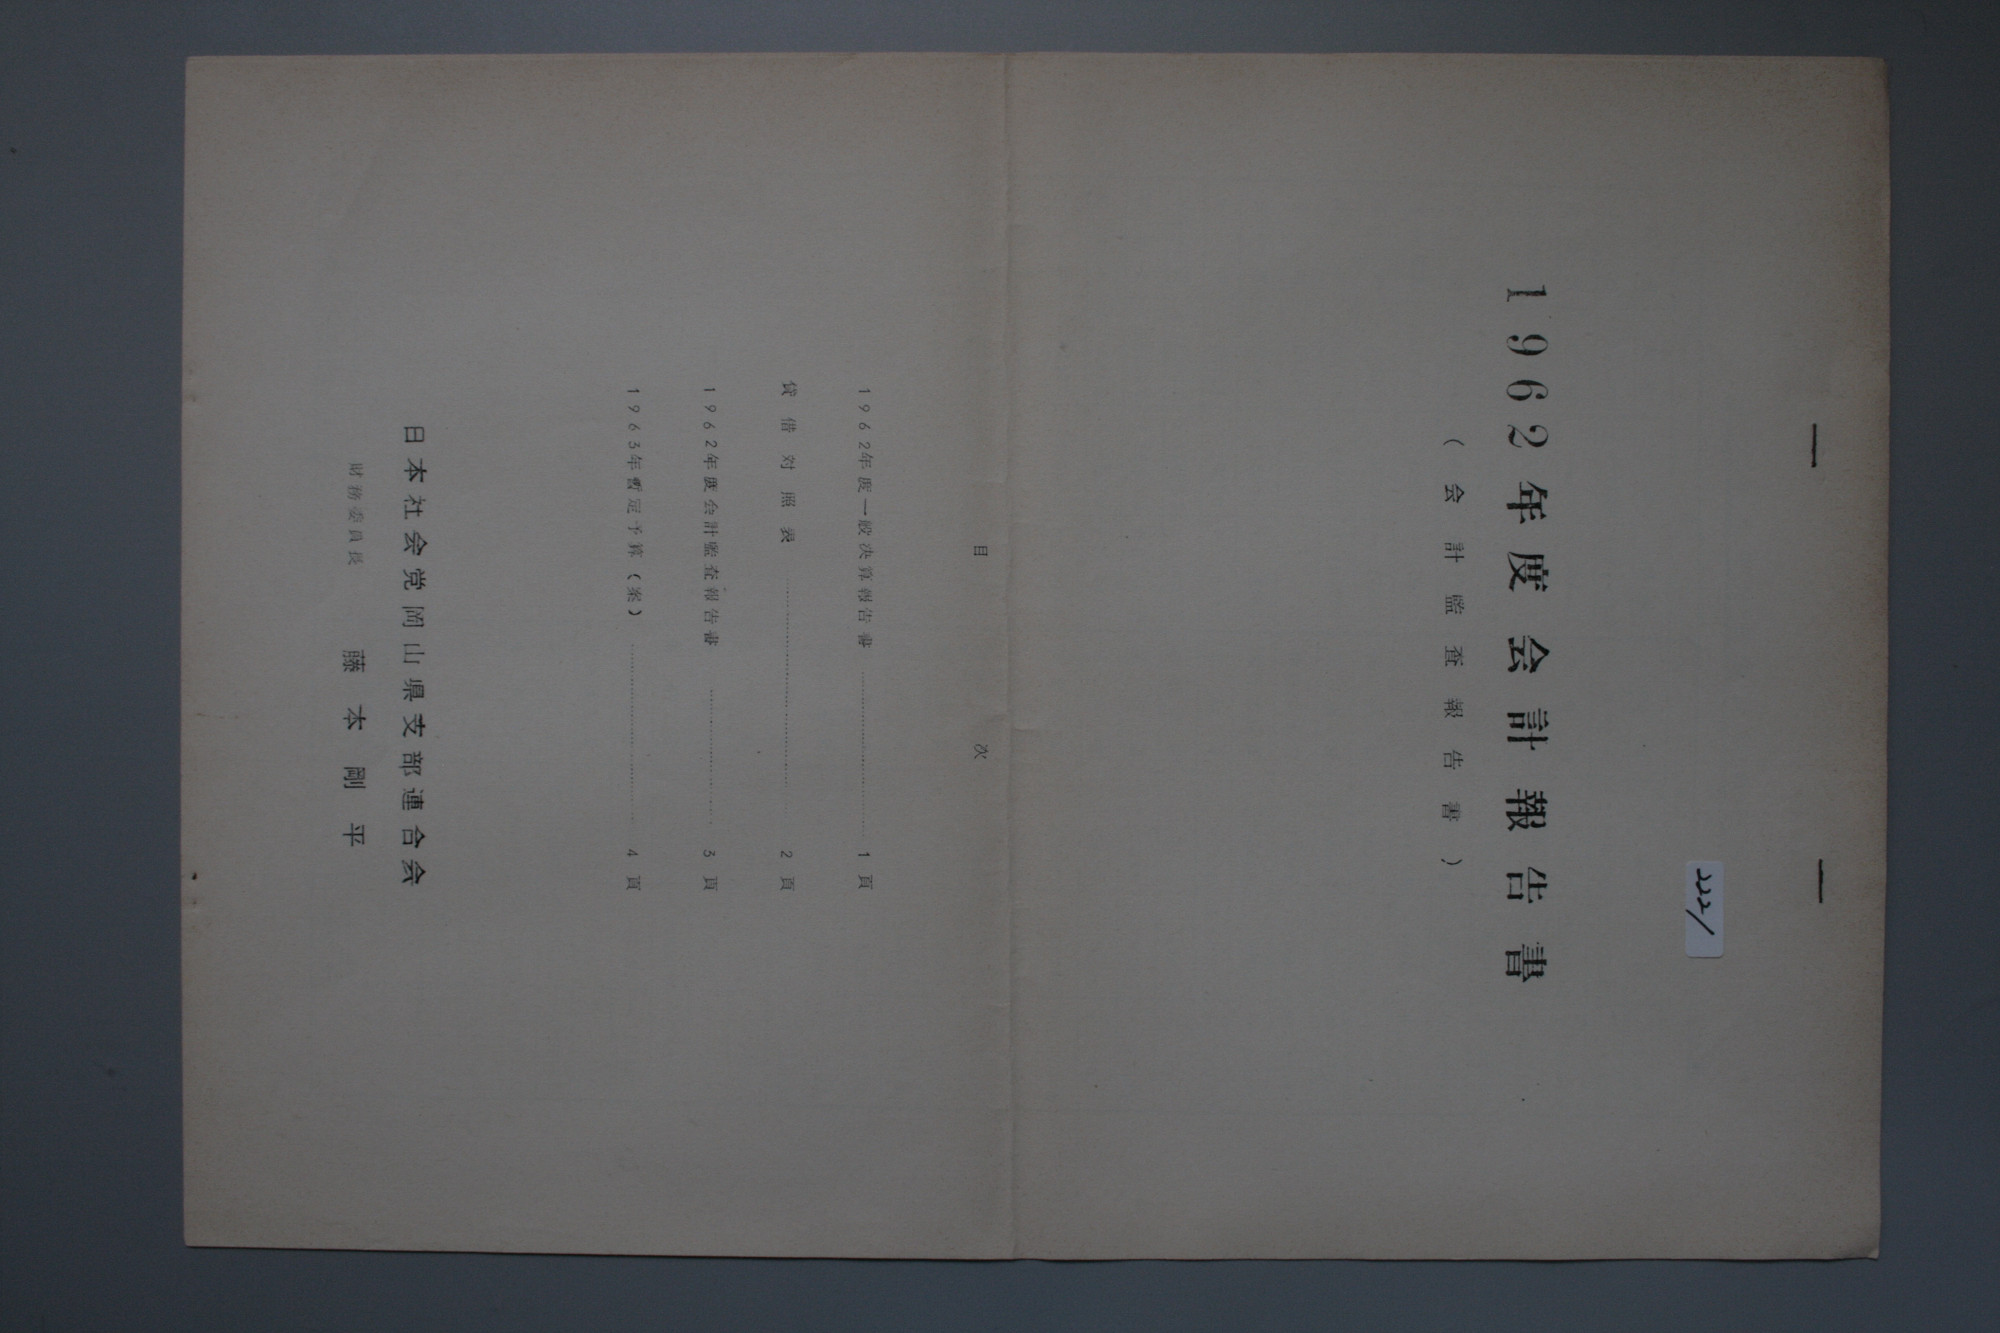 222/
1962年度会計報告書
(会計監査報告書)
目次
1962年度一般決算報告書 …… 1頁
貸借対照表 …… 2頁
1962年度会計監査報告書 …… 3頁
1963年暫定予算(案) …… 4頁
日本社会党岡山県支部連合会
財務委員長 藤本剛平